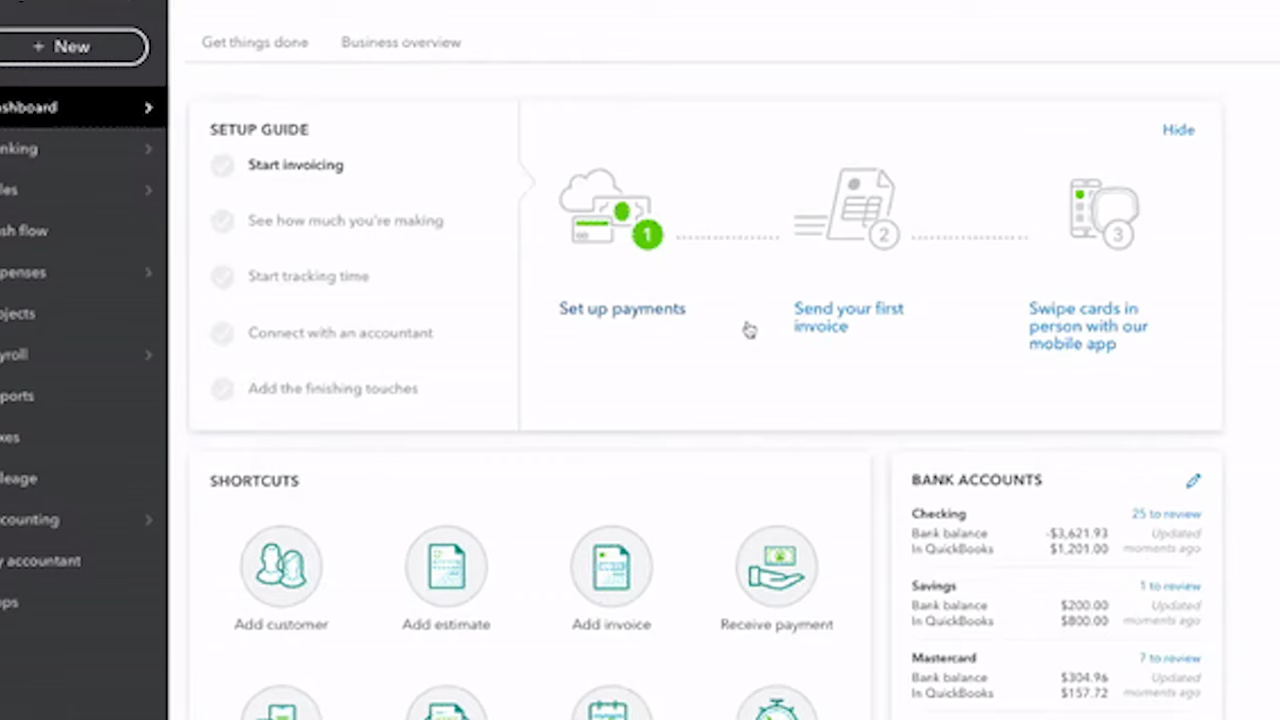 + New
Get things done
Business overview
ashboard
nking
les
sh flow
penses
ojects
yroll
ports
xes
leage
counting
y accountant
ps
SETUP GUIDE
Start invoicing
See how much you're making
Start tracking time
Connect with an accountant
Add the finishing touches
Hide
1
2
3
Set up payments
Send your first
invoice
Swipe cards in
person with our
mobile app
SHORTCUTS
Add customer
Add estimate
Add invoice
Receive payment
BANK ACCOUNTS
Checking 25 to review
Bank balance -$3,621.93 Updated
In QuickBooks $1,201.00 moments ago
Savings 1 to review
Bank balance $200.00 Updated
In QuickBooks $800.00 moments ago
Mastercard 7 to review
Bank balance $304.96 Updated
In QuickBooks $157.72 moments ago